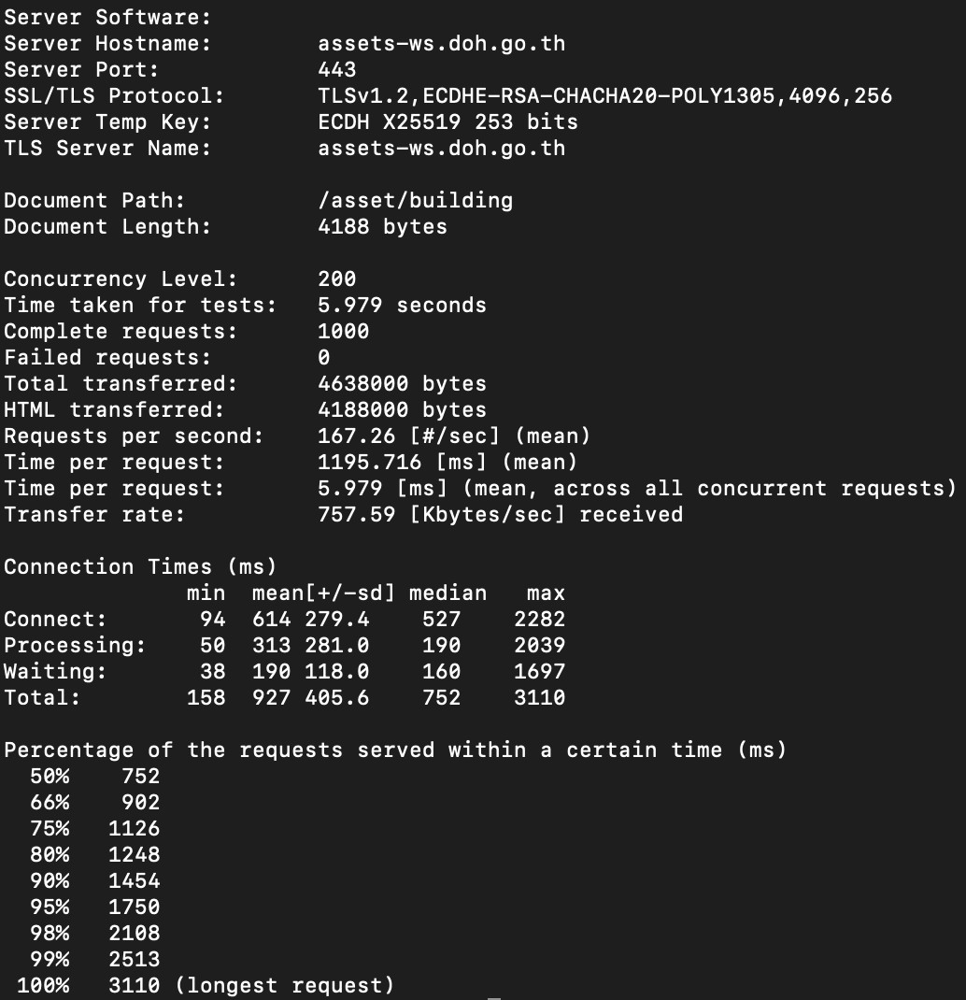 Server Software:
Server Hostname:        assets-ws.doh.go.th
Server Port:            443
SSL/TLS Protocol:       TLSv1.2,ECDHE-RSA-CHACHA20-POLY1305,4096,256
Server Temp Key:        ECDH X25519 253 bits
TLS Server Name:        assets-ws.doh.go.th

Document Path:          /asset/building
Document Length:        4188 bytes

Concurrency Level:      200
Time taken for tests:   5.979 seconds
Complete requests:      1000
Failed requests:        0
Total transferred:      4638000 bytes
HTML transferred:       4188000 bytes
Requests per second:    167.26 [#/sec] (mean)
Time per request:       1195.716 [ms] (mean)
Time per request:       5.979 [ms] (mean, across all concurrent requests)
Transfer rate:          757.59 [Kbytes/sec] received

Connection Times (ms)
              min  mean[+/-sd] median   max
Connect:       94  614 279.4    527    2282
Processing:    50  313 281.0    190    2039
Waiting:       38  190 118.0    160    1697
Total:        158  927 405.6    752    3110

Percentage of the requests served within a certain time (ms)
  50%    752
  66%    902
  75%   1126
  80%   1248
  90%   1454
  95%   1750
  98%   2108
  99%   2513
 100%   3110 (longest request)